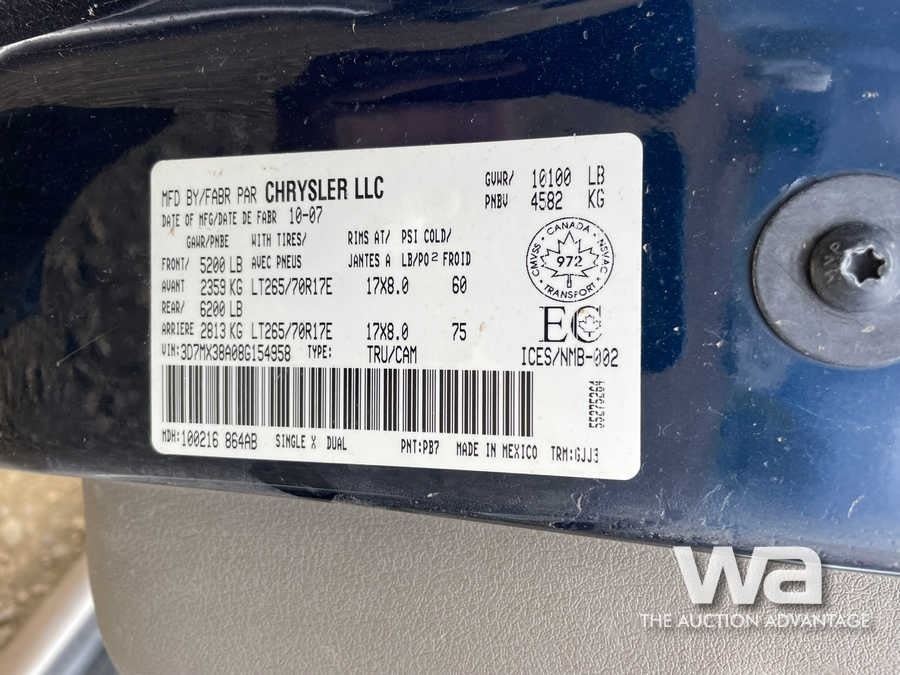 MFD BY/FABR PAR CHRYSLER LLC
DATE OF MFG/DATE DE FABR 10-07
GVWR/ 10100 LB
PNBV 4582 KG
GAWR/PNBE WITH TIRES/ RIMS AT/ PSI COLD/
FRONT/ 5200 LB AVEC PNEUS JANTES A LB/PO² FROID
AVANT 2359 KG LT265/70R17E 17X8.0 60
REAR/ 6200 LB
ARRIERE 2813 KG LT265/70R17E 17X8.0 75
VIN: 3D7MX38A08G154958 TYPE: TRU/CAM
CANADA
CMVSS NSVAC
972
TRANSPORT
EC
ICES/NMB-002
MDH: 100216 864AB SINGLE X DUAL PNT: PB7 MADE IN MEXICO TRM: GJJ3
wa
THE AUCTION ADVANTAGE